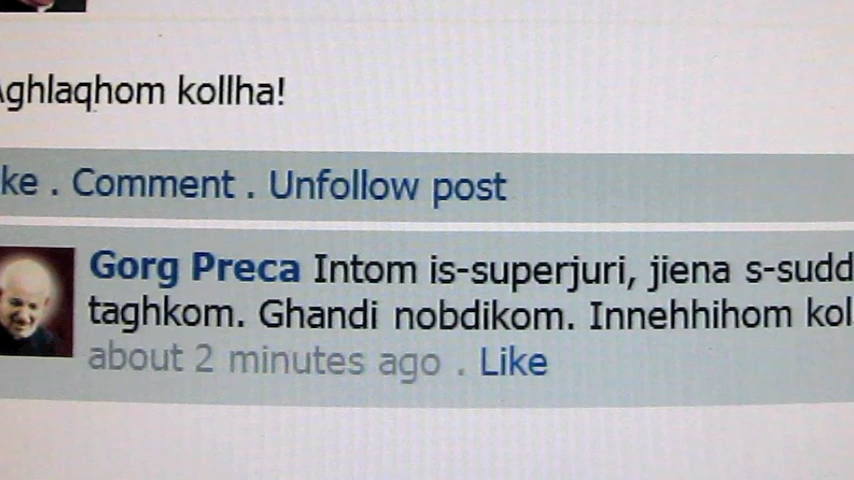 Aghlaqhom kollha!
ke . Comment . Unfollow post
Gorg Preca Intom is-superjuri, jiena s-sudd
taghkom. Ghandi nobdikom. Innehhihom kol
about 2 minutes ago . Like